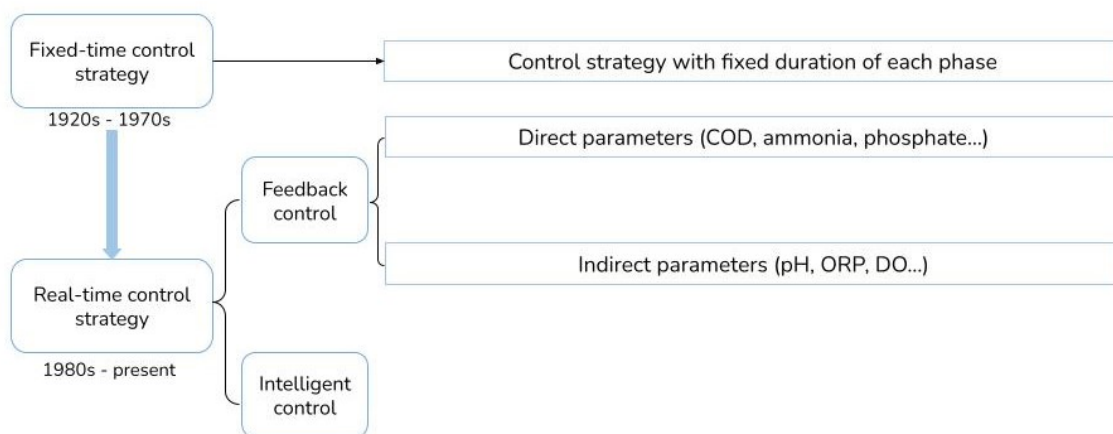 Fixed-time control
strategy
Control strategy with fixed duration of each phase
1920s - 1970s
Direct parameters (COD, ammonia, phosphate...)
Feedback
control
Indirect parameters (pH, ORP, DO...)
Real-time control
strategy
1980s - present
Intelligent
control